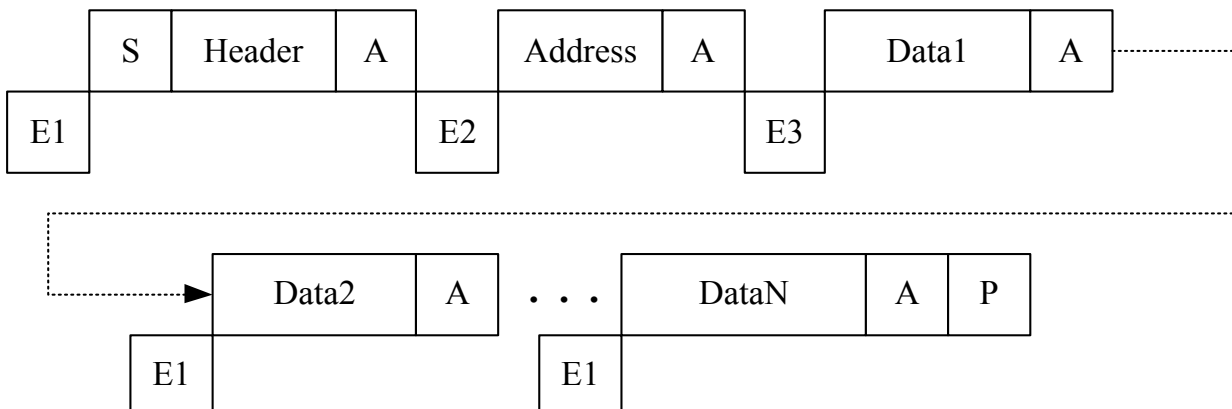 S Header A Address A Data1 A
E1 E2 E3
Data2 A . . . DataN A P
E1 E1